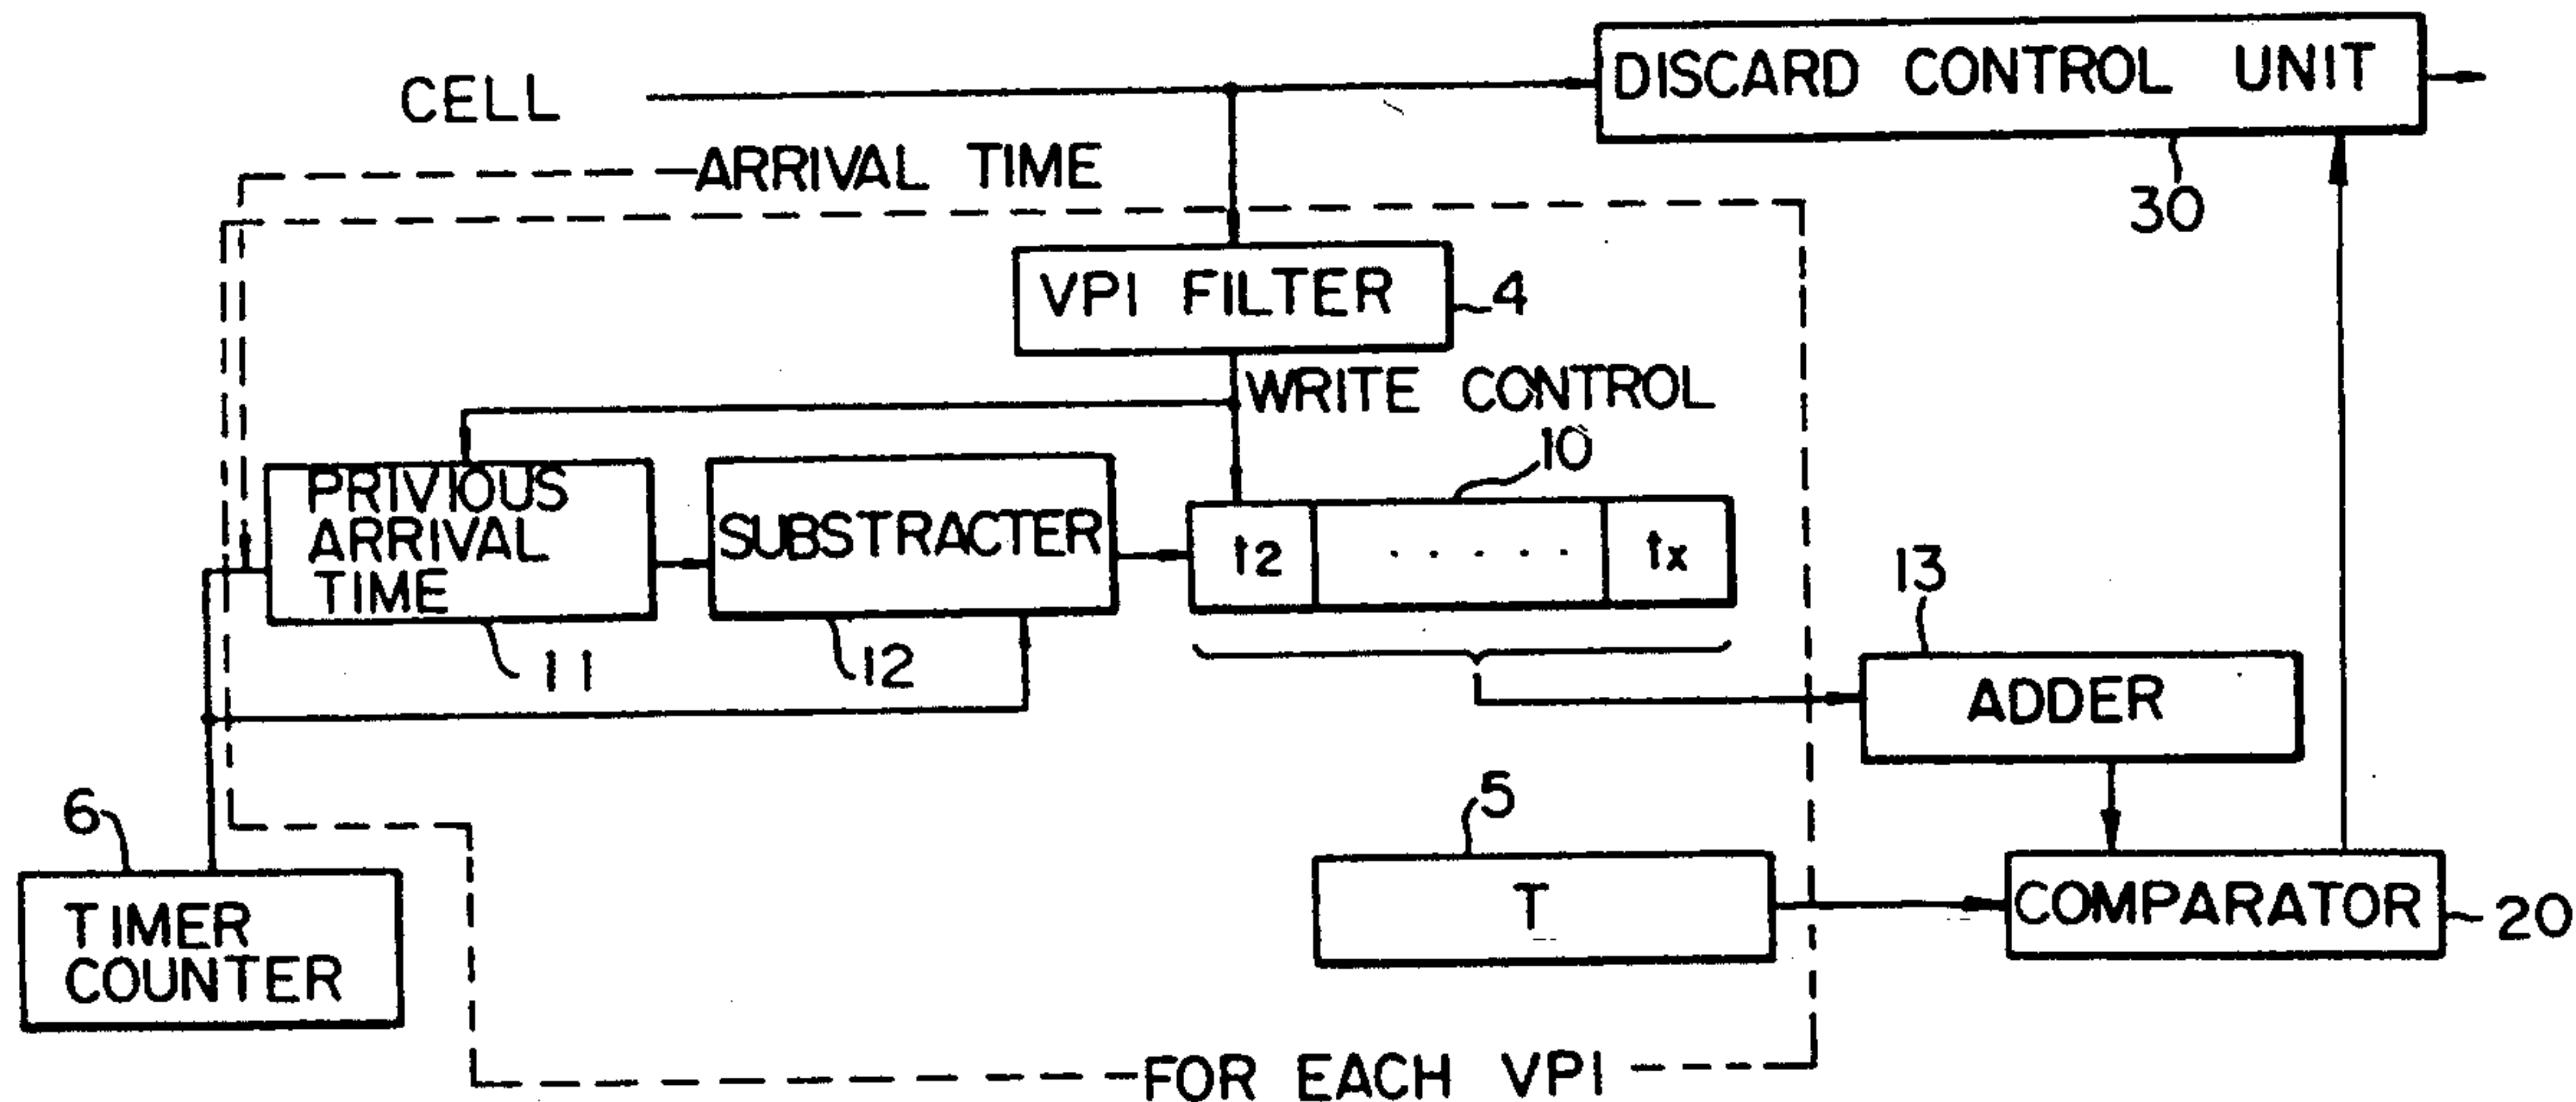 CELL
DISCARD CONTROL UNIT
ARRIVAL TIME
30
VPI FILTER
4
WRITE CONTROL
10
PRIVIOUS
ARRIVAL
TIME
SUBSTRACTER
t2
. . . . .
tx
11
12
13
ADDER
6
5
TIMER
COUNTER
T
COMPARATOR
20
FOR EACH VPI